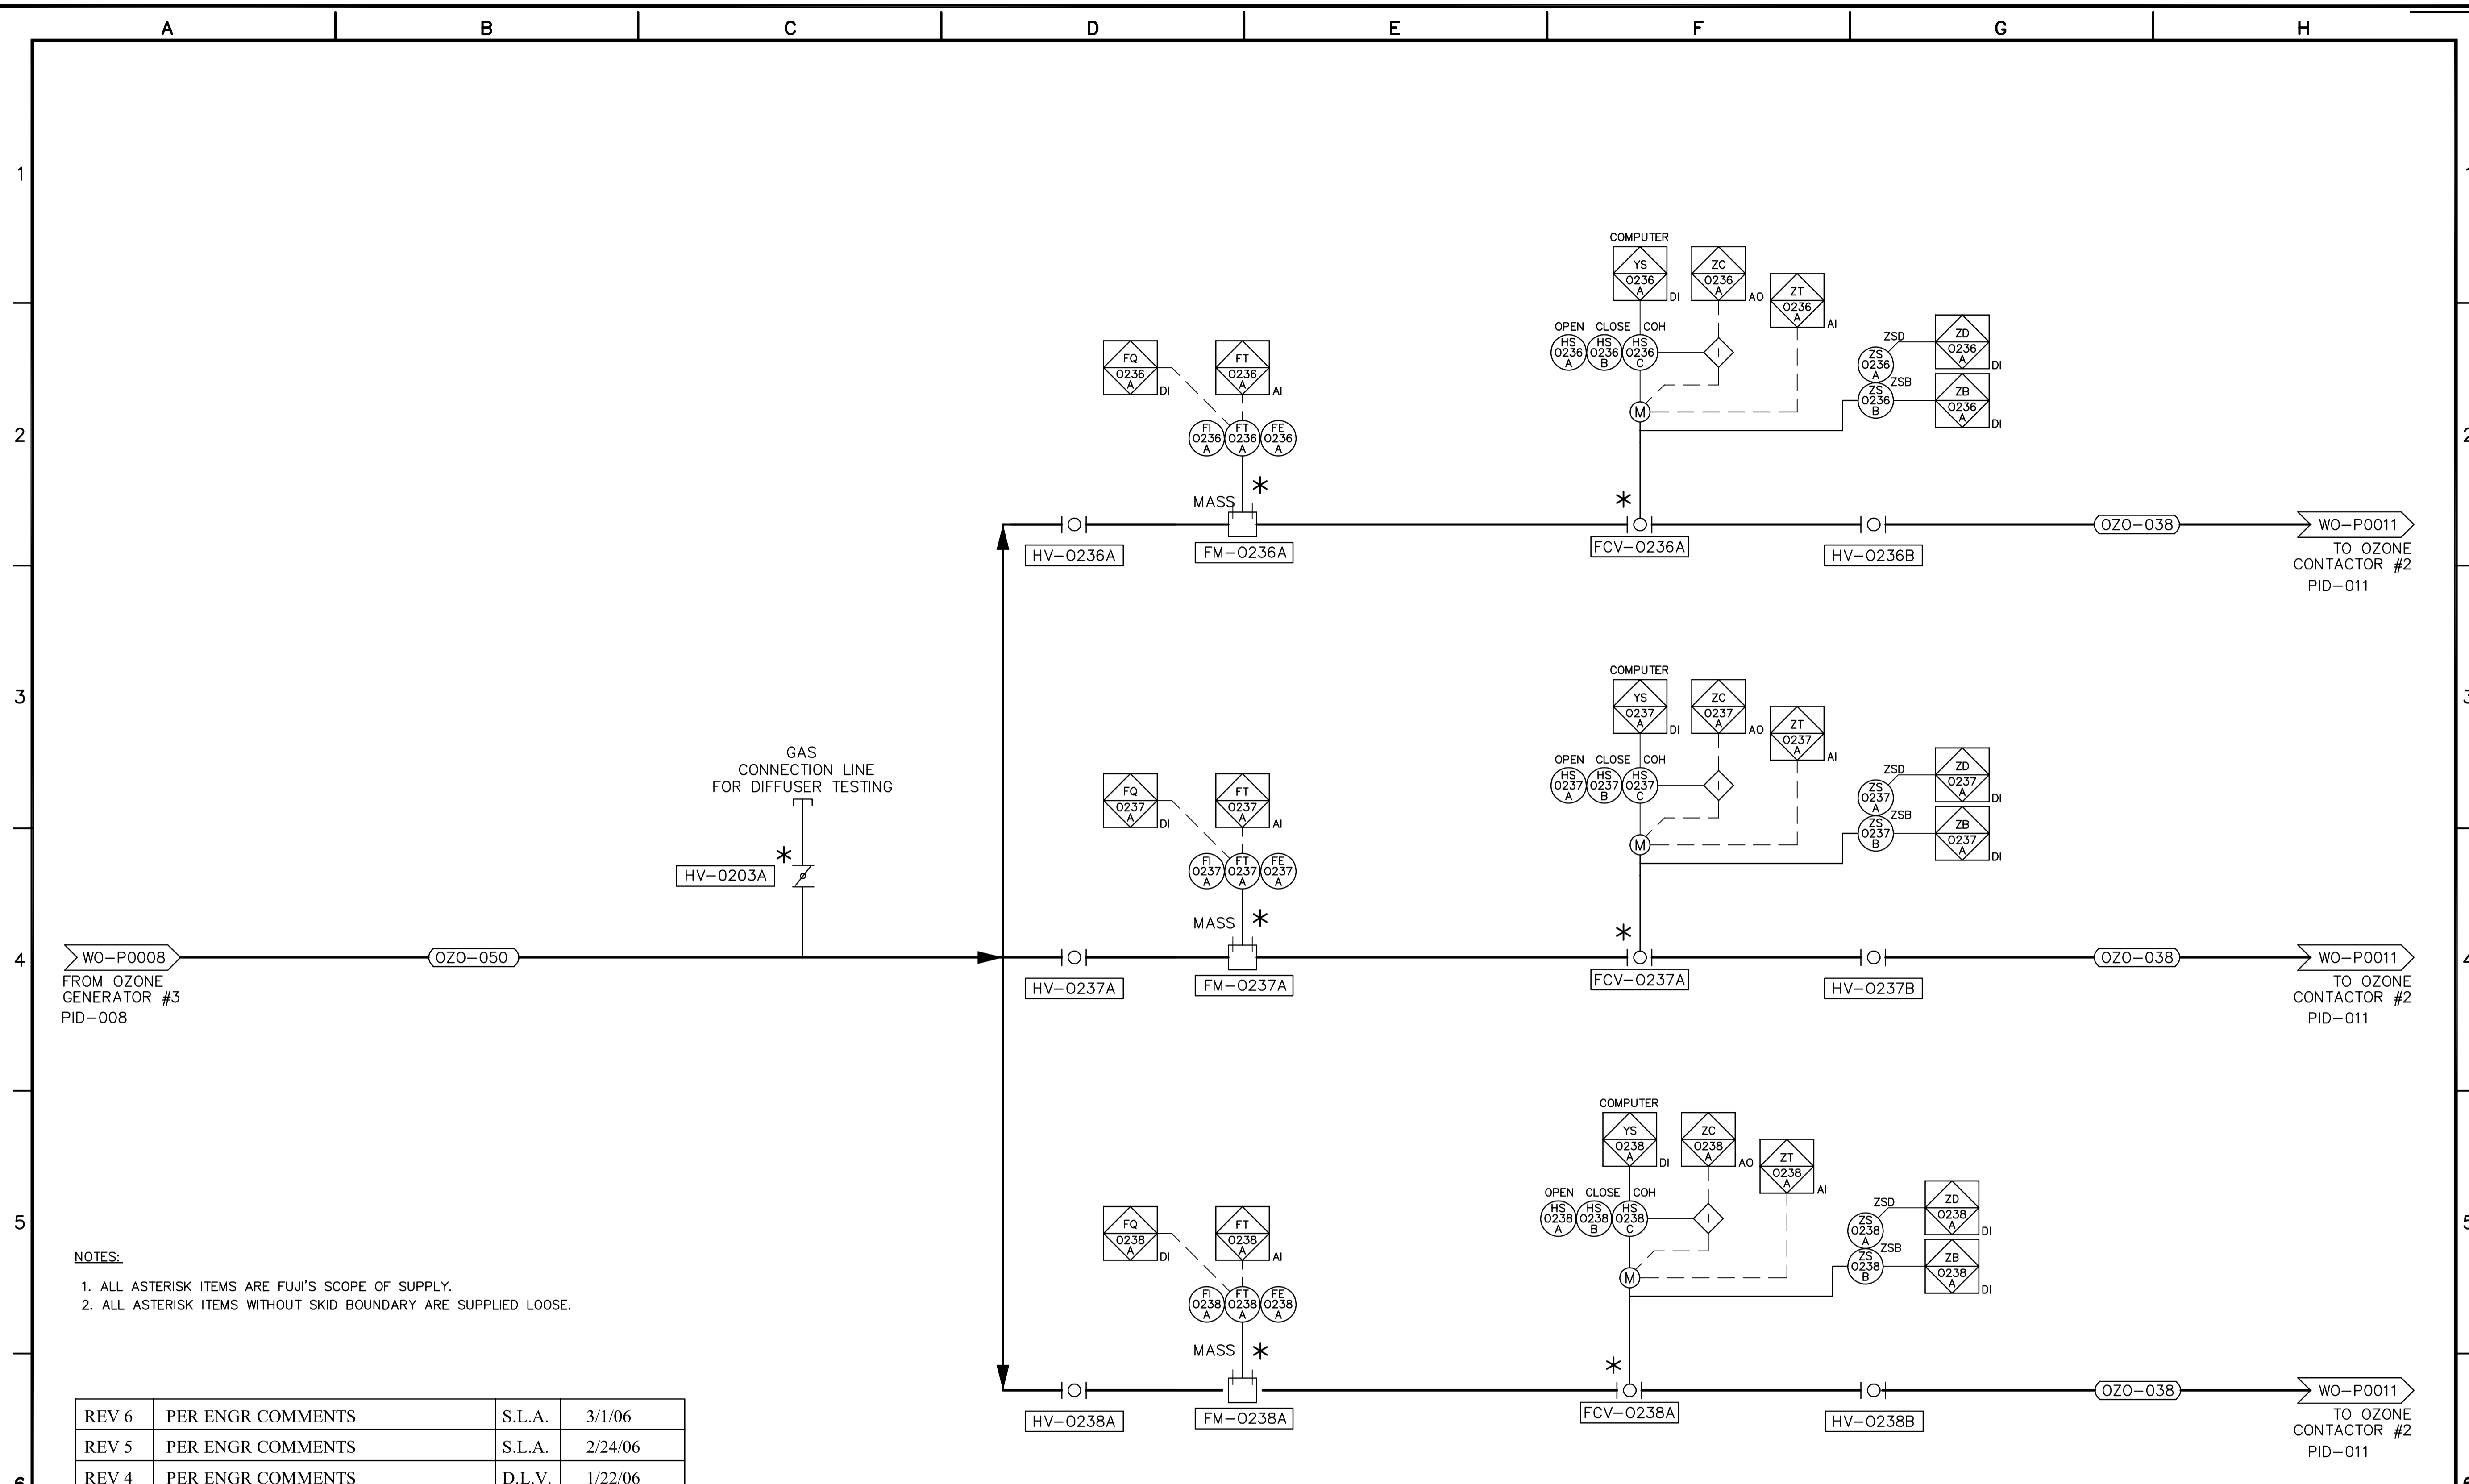 A B C D E F G H
1
1
COMPUTER
YS
0236
A
DI
ZC
0236
A
AO
ZT
0236
A
AI
OPEN CLOSE COH
HS
0236
A
HS
0236
B
HS
0236
C
I
M
ZSD
ZS
0236
A
ZD
0236
A
DI
ZSB
ZS
0236
B
ZB
0236
A
DI
FQ
0236
A
DI
FT
0236
A
AI
2
2
FI
0236
A
FT
0236
A
FE
0236
A
MASS *
*
HV-0236A
FM-0236A
FCV-0236A
HV-0236B
OZO-038
WO-P0011
TO OZONE
CONTACTOR #2
PID-011
3
3
COMPUTER
YS
0237
A
DI
ZC
0237
A
AO
ZT
0237
A
AI
OPEN CLOSE COH
HS
0237
A
HS
0237
B
HS
0237
C
I
M
ZSD
ZS
0237
A
ZD
0237
A
DI
ZSB
ZS
0237
B
ZB
0237
A
DI
GAS
CONNECTION LINE
FOR DIFFUSER TESTING
*
HV-0203A
FQ
0237
A
DI
FT
0237
A
AI
FI
0237
A
FT
0237
A
FE
0237
A
MASS *
*
4
4
WO-P0008
FROM OZONE
GENERATOR #3
PID-008
OZO-050
HV-0237A
FM-0237A
FCV-0237A
HV-0237B
OZO-038
WO-P0011
TO OZONE
CONTACTOR #2
PID-011
COMPUTER
YS
0238
A
DI
ZC
0238
A
AO
ZT
0238
A
AI
OPEN CLOSE COH
HS
0238
A
HS
0238
B
HS
0238
C
I
M
ZSD
ZS
0238
A
ZD
0238
A
DI
ZSB
ZS
0238
B
ZB
0238
A
DI
5
5
FQ
0238
A
DI
FT
0238
A
AI
FI
0238
A
FT
0238
A
FE
0238
A
MASS *
*
HV-0238A
FM-0238A
FCV-0238A
HV-0238B
OZO-038
WO-P0011
TO OZONE
CONTACTOR #2
PID-011
NOTES:
1. ALL ASTERISK ITEMS ARE FUJI'S SCOPE OF SUPPLY.
2. ALL ASTERISK ITEMS WITHOUT SKID BOUNDARY ARE SUPPLIED LOOSE.
REV 6 PER ENGR COMMENTS S.L.A. 3/1/06
REV 5 PER ENGR COMMENTS S.L.A. 2/24/06
REV 4 PER ENGR COMMENTS D.L.V. 1/22/06
6
6